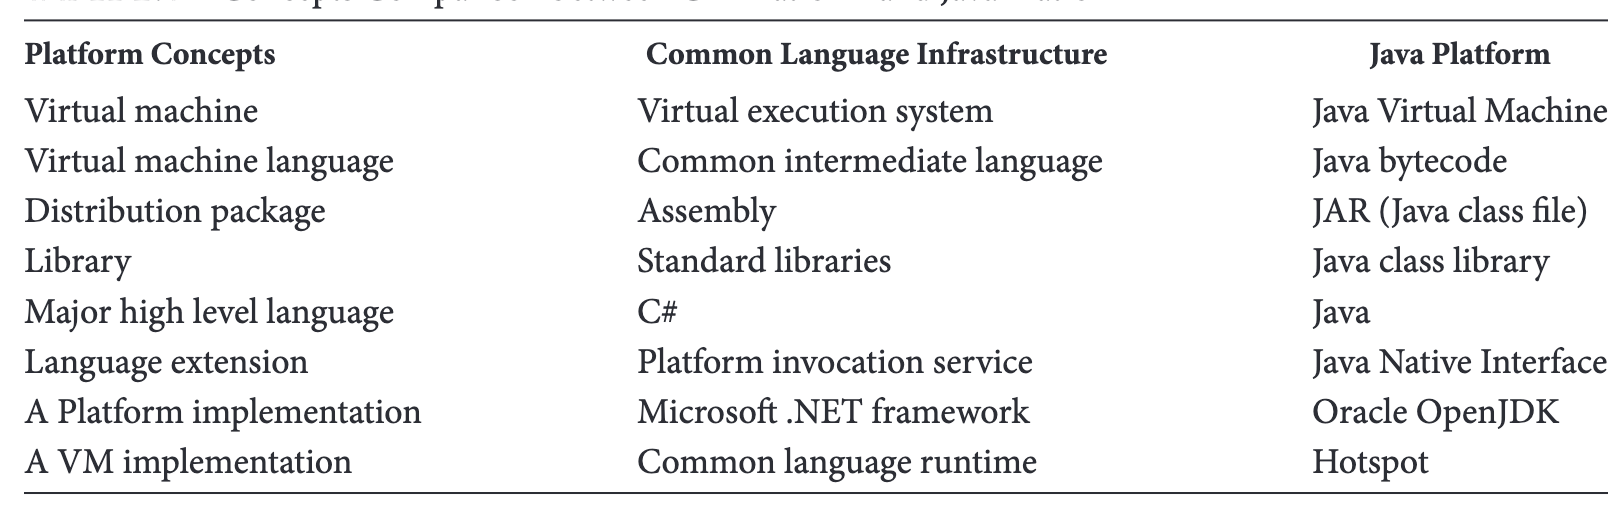 Platform Concepts Common Language Infrastructure Java Platform
Virtual machine Virtual execution system Java Virtual Machine
Virtual machine language Common intermediate language Java bytecode
Distribution package Assembly JAR (Java class file)
Library Standard libraries Java class library
Major high level language C# Java
Language extension Platform invocation service Java Native Interface
A Platform implementation Microsoft .NET framework Oracle OpenJDK
A VM implementation Common language runtime Hotspot